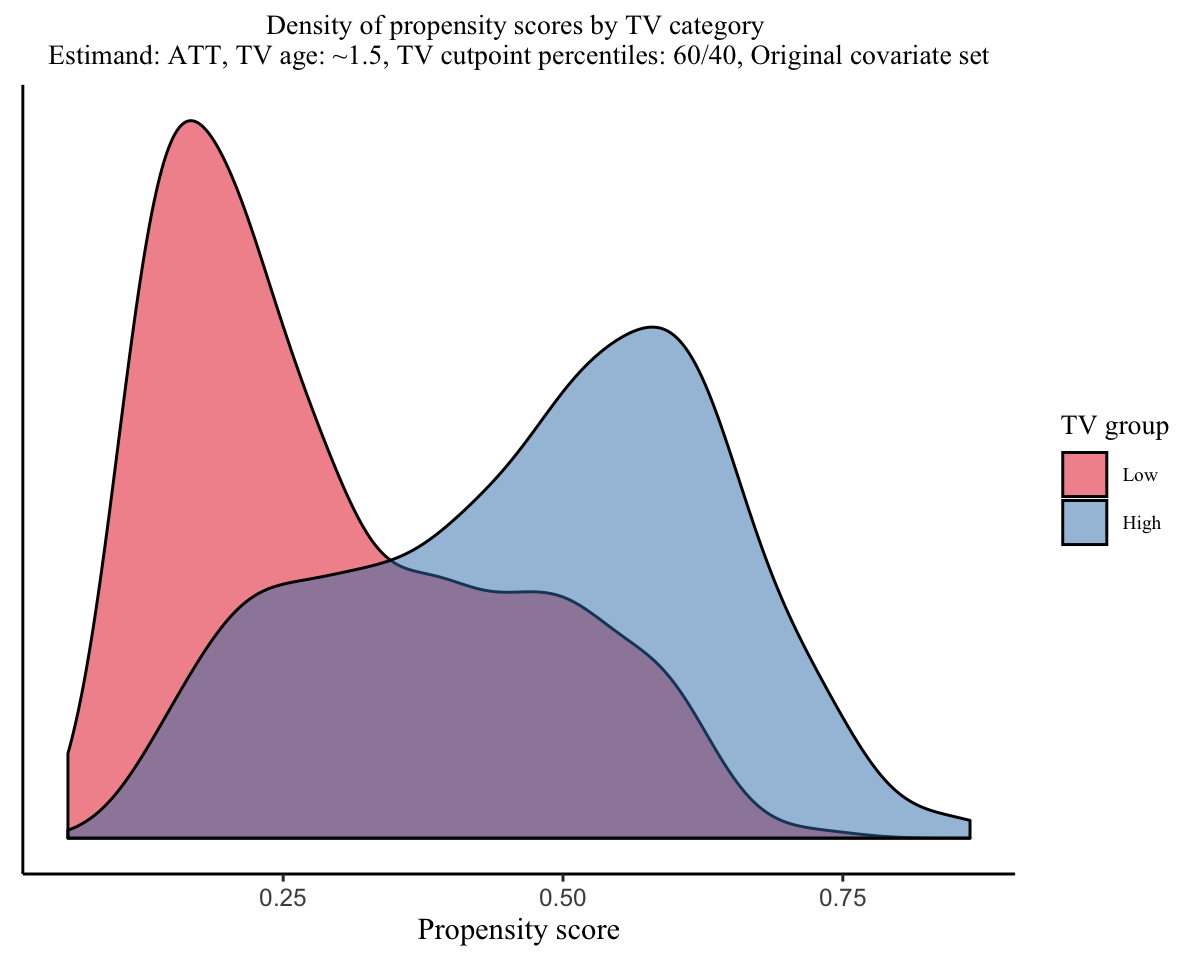 Density of propensity scores by TV category
Estimand: ATT, TV age: ~1.5, TV cutpoint percentiles: 60/40, Original covariate set
TV group
Low
High
0.25 0.50 0.75
Propensity score